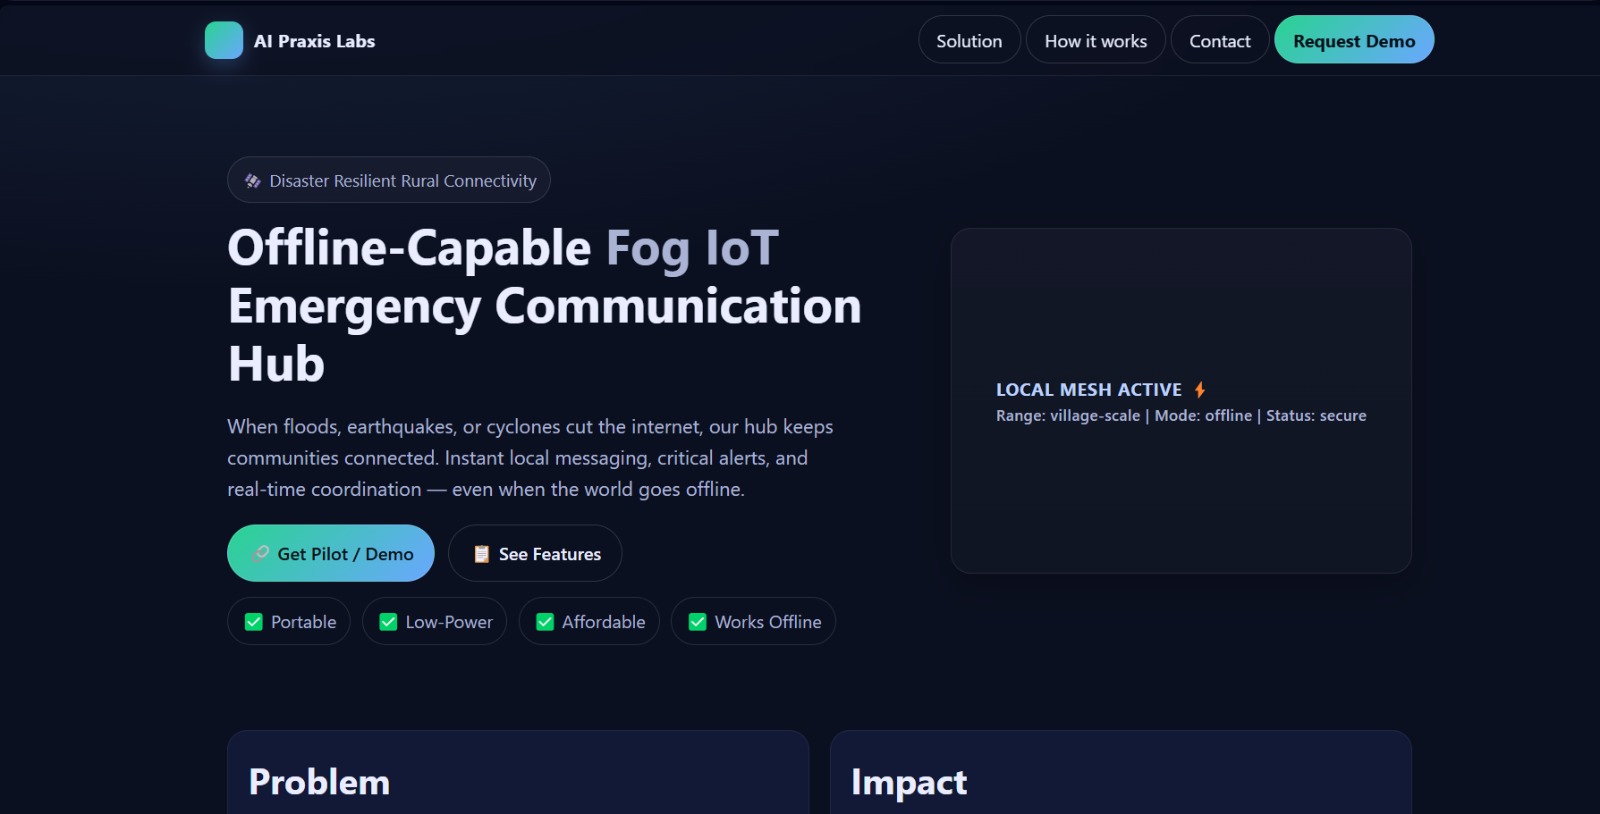 AI Praxis Labs
Solution
How it works
Contact
Request Demo
Disaster Resilient Rural Connectivity
Offline-Capable Fog IoT
Emergency Communication
Hub
When floods, earthquakes, or cyclones cut the internet, our hub keeps
communities connected. Instant local messaging, critical alerts, and
real-time coordination — even when the world goes offline.
Get Pilot / Demo
See Features
Portable
Low-Power
Affordable
Works Offline
LOCAL MESH ACTIVE
Range: village-scale | Mode: offline | Status: secure
Problem
Impact